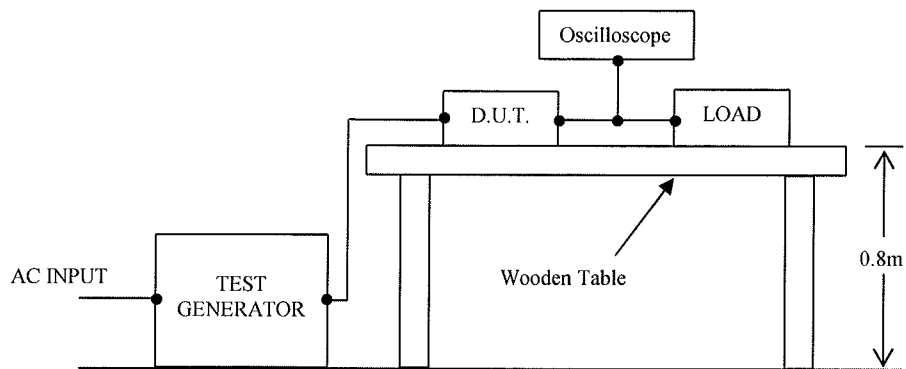 Oscilloscope
D.U.T.
LOAD
AC INPUT
TEST
GENERATOR
Wooden Table
0.8m